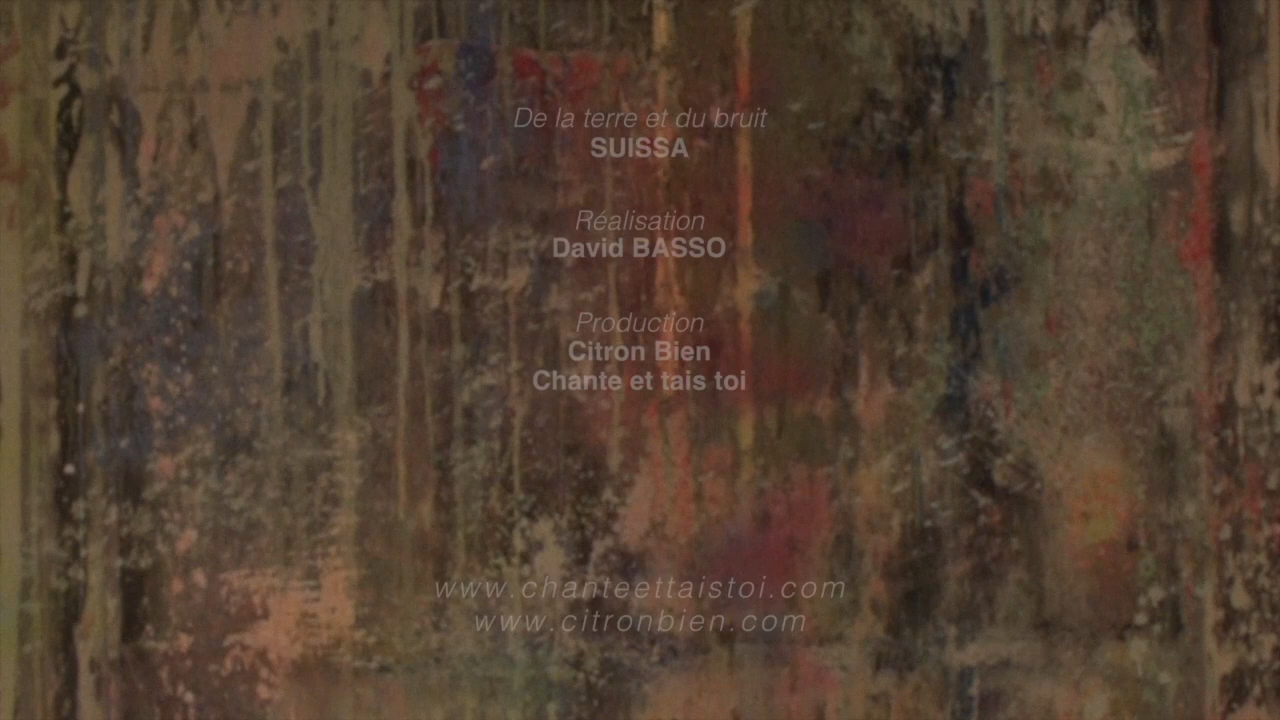 De la terre et du bruit
SUISSA
Réalisation
David BASSO
Production
Citron Bien
Chante et tais toi
www.chanteettaistoi.com
www.citronbien.com